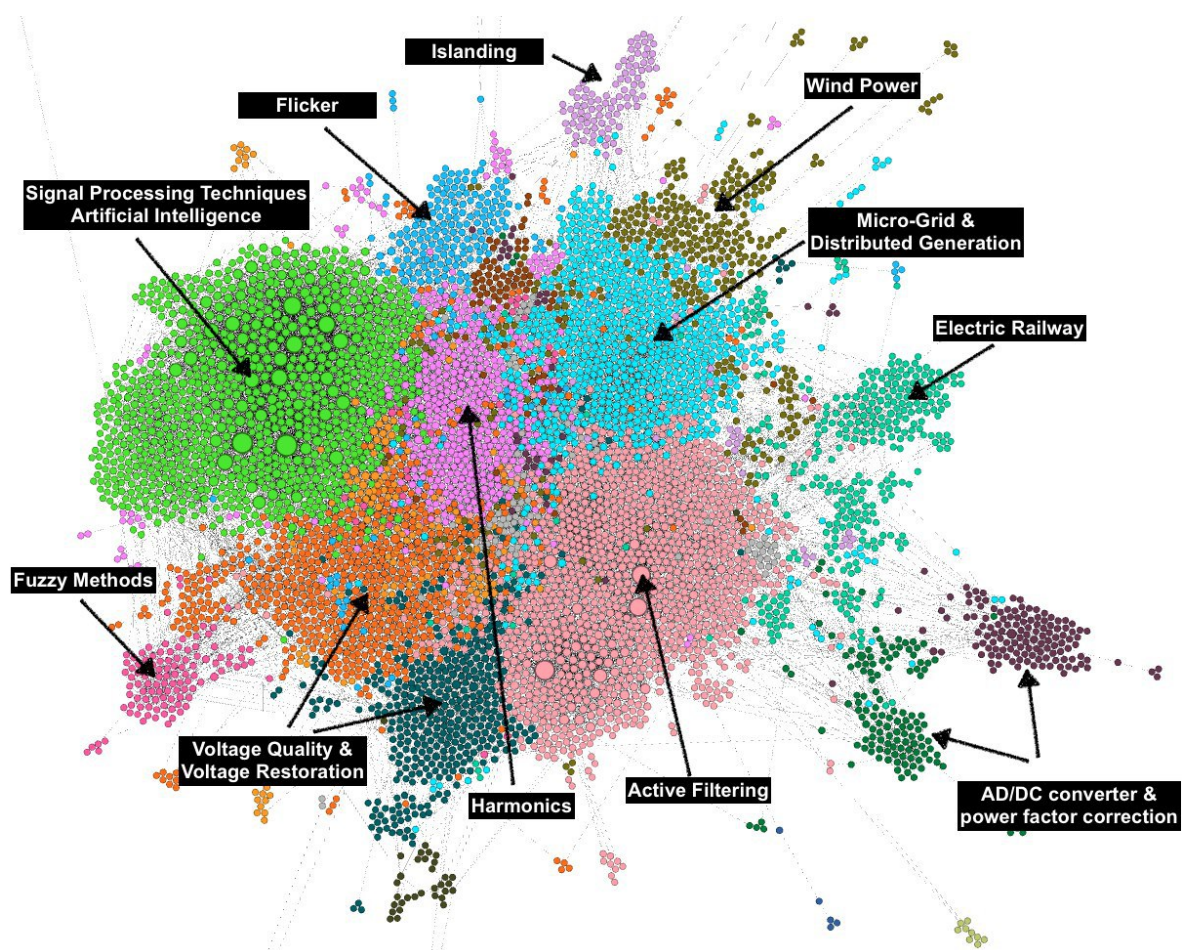 Islanding
Wind Power
Flicker
Signal Processing Techniques
Artificial Intelligence
Micro-Grid &
Distributed Generation
Electric Railway
Fuzzy Methods
Voltage Quality &
Voltage Restoration
Harmonics
Active Filtering
AD/DC converter &
power factor correction